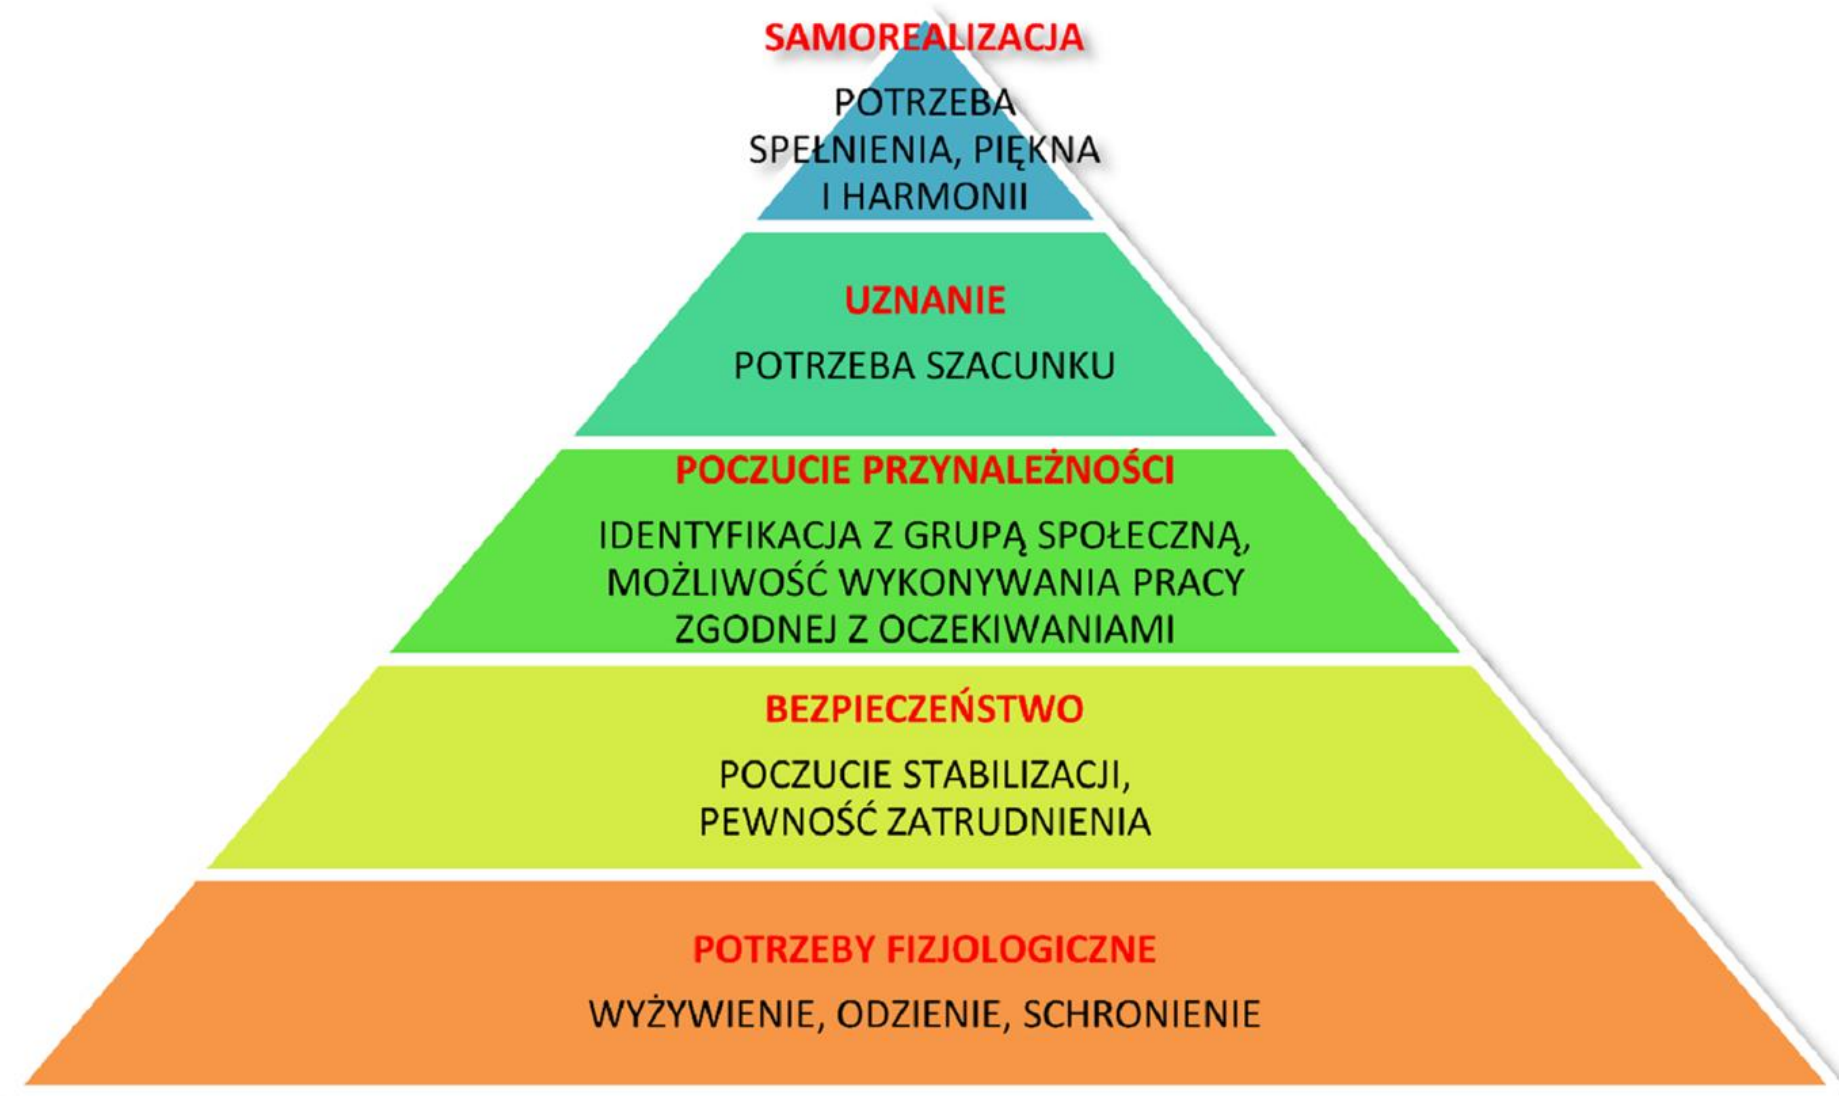 SAMOREALIZACJA
POTRZEBA
SPEŁNIENIA, PIĘKNA
I HARMONII
UZNANIE
POTRZEBA SZACUNKU
POCZUCIE PRZYNALEŻNOŚCI
IDENTYFIKACJA Z GRUPĄ SPOŁECZNĄ,
MOŻLIWOŚĆ WYKONYWANIA PRACY
ZGODNEJ Z OCZEKIWANIAMI
BEZPIECZEŃSTWO
POCZUCIE STABILIZACJI,
PEWNOŚĆ ZATRUDNIENIA
POTRZEBY FIZJOLOGICZNE
WYŻYWIENIE, ODZIENIE, SCHRONIENIE